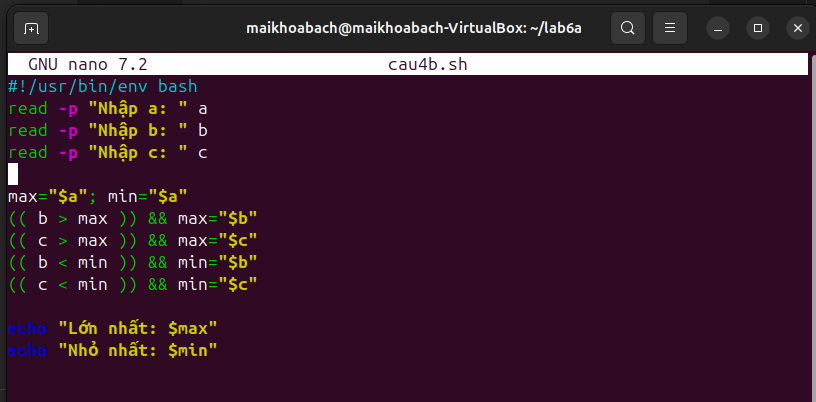 maikhoabach@maikhoabach-VirtualBox: ~/lab6a
GNU nano 7.2 cau4b.sh
#!/usr/bin/env bash
read -p "Nhập a: " a
read -p "Nhập b: " b
read -p "Nhập c: " c
max="$a"; min="$a"
(( b > max )) && max="$b"
(( c > max )) && max="$c"
(( b < min )) && min="$b"
(( c < min )) && min="$c"
echo "Lớn nhất: $max"
echo "Nhỏ nhất: $min"